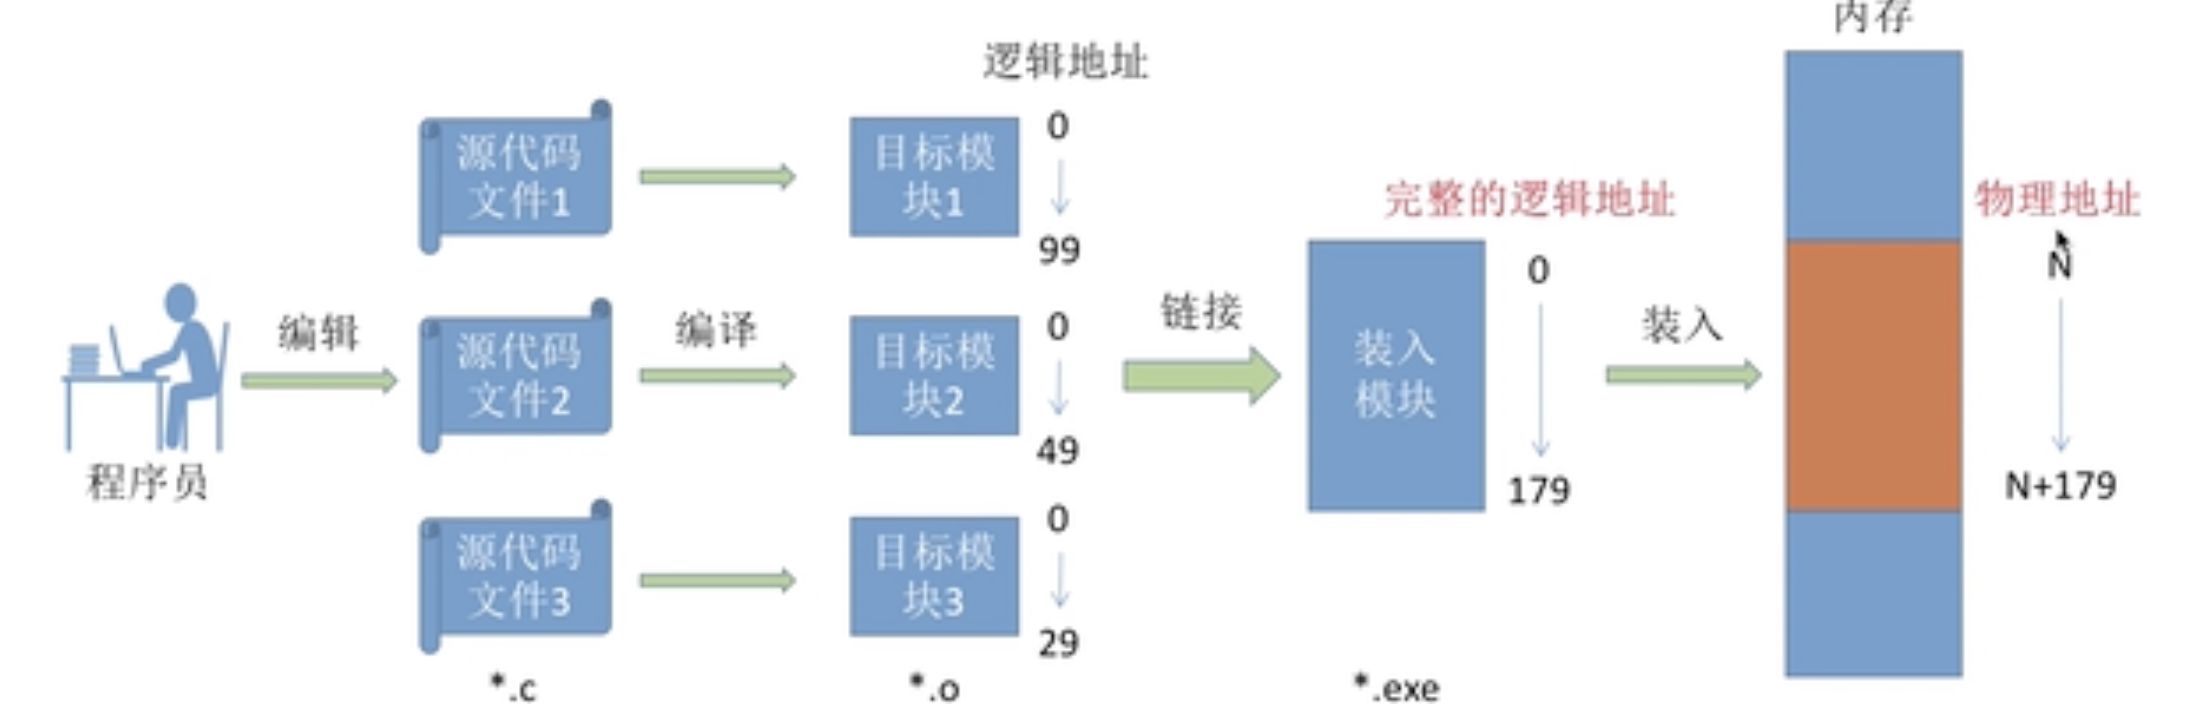 内存
逻辑地址
0
源代码
文件1
目标模
块1
99
完整的逻辑地址
物理地址
0
N
编辑
源代码
文件2
编译
0
目标模
块2
49
链接
装入
模块
179
装入
N+179
程序员
源代码
文件3
0
目标模
块3
29
*.c
*.o
*.exe